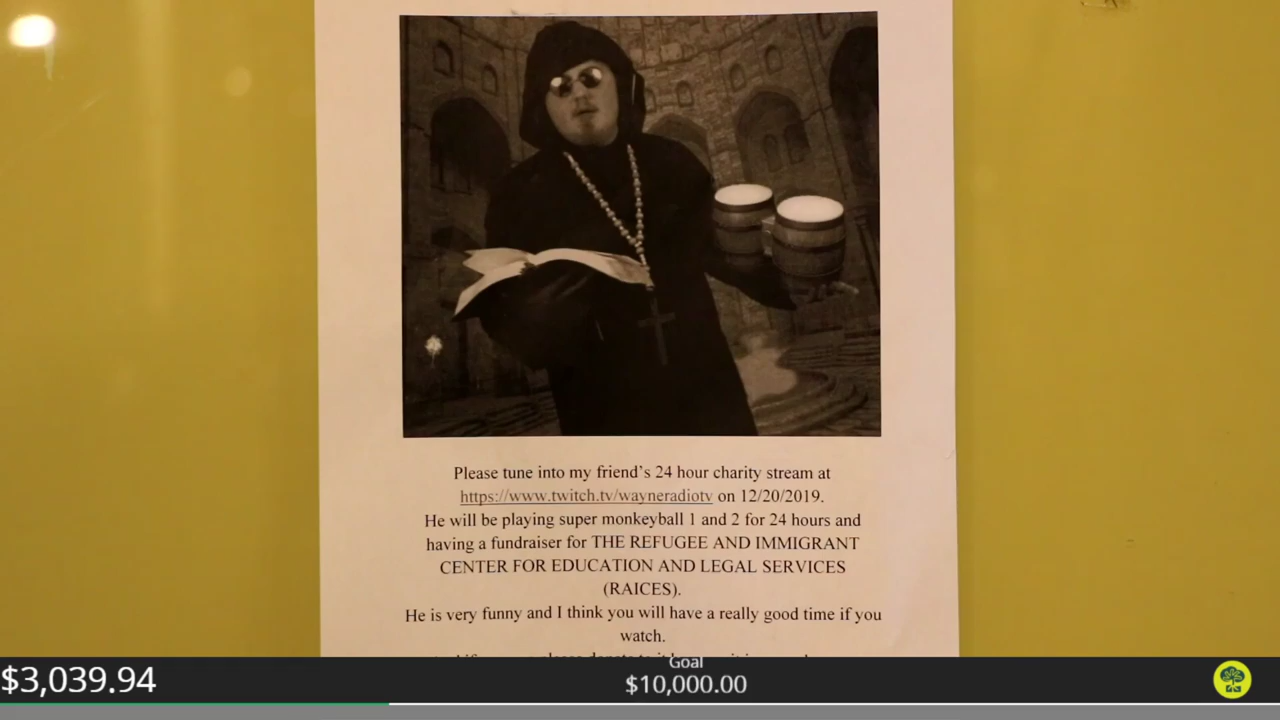 Please tune into my friend's 24 hour charity stream at
https://www.twitch.tv/wayneradiotv on 12/20/2019.
He will be playing super monkeyball 1 and 2 for 24 hours and
having a fundraiser for THE REFUGEE AND IMMIGRANT
CENTER FOR EDUCATION AND LEGAL SERVICES
(RAICES).
He is very funny and I think you will have a really good time if you
watch.
Goal
$3,039.94
$10,000.00